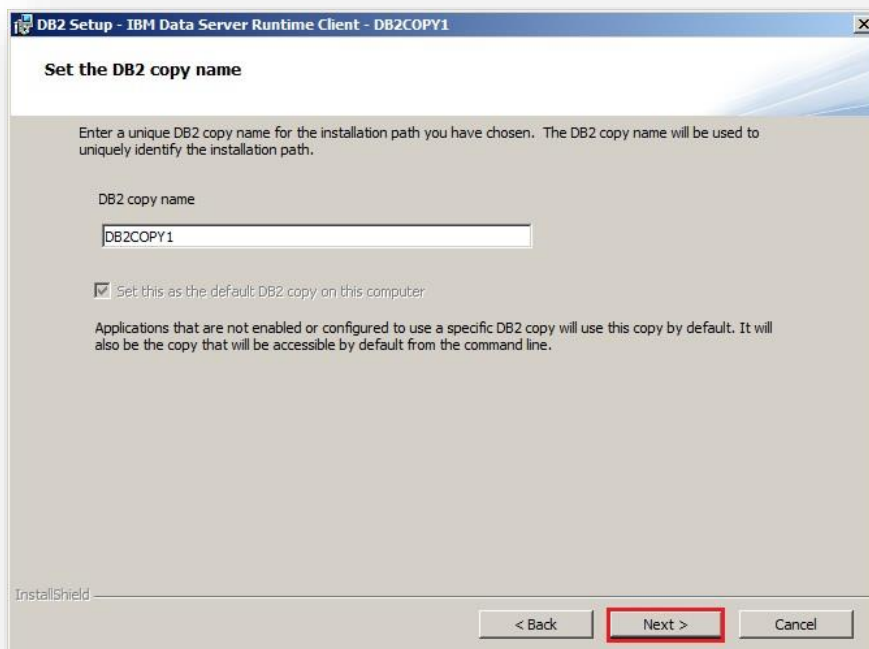 DB2 Setup - IBM Data Server Runtime Client - DB2COPY1
Set the DB2 copy name
Enter a unique DB2 copy name for the installation path you have chosen. The DB2 copy name will be used to
uniquely identify the installation path.
DB2 copy name
DB2COPY1
Set this as the default DB2 copy on this computer
Applications that are not enabled or configured to use a specific DB2 copy will use this copy by default. It will
also be the copy that will be accessible by default from the command line.
InstallShield
< Back Next > Cancel